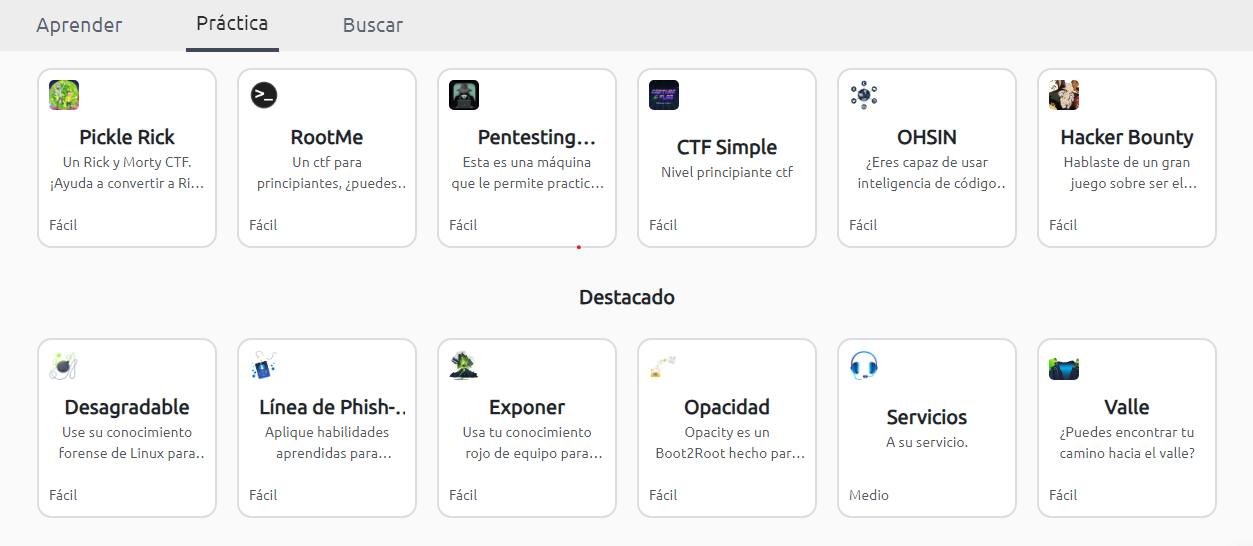 Aprender
Práctica
Buscar
>_
Pickle Rick
Un Rick y Morty CTF.
¡Ayuda a convertir a Ri...
Fácil
RootMe
Un ctf para
principiantes, ¿puedes..
Fácil
Pentesting...
Esta es una máquina
que le permite practic...
Fácil
CTF Simple
Nivel principiante ctf
Fácil
OHSIN
¿Eres capaz de usar
inteligencia de código..
Fácil
Hacker Bounty
Hablaste de un gran
juego sobre ser el...
Fácil
Destacado
Desagradable
Use su conocimiento
forense de Linux para..
Fácil
Línea de Phish-..
Aplique habilidades
aprendidas para...
Fácil
Exponer
Usa tu conocimiento
rojo de equipo para...
Fácil
Opacidad
Opacity es un
Boot2Root hecho par...
Fácil
Servicios
A su servicio.
Medio
Valle
¿Puedes encontrar tu
camino hacia el valle?
Fácil